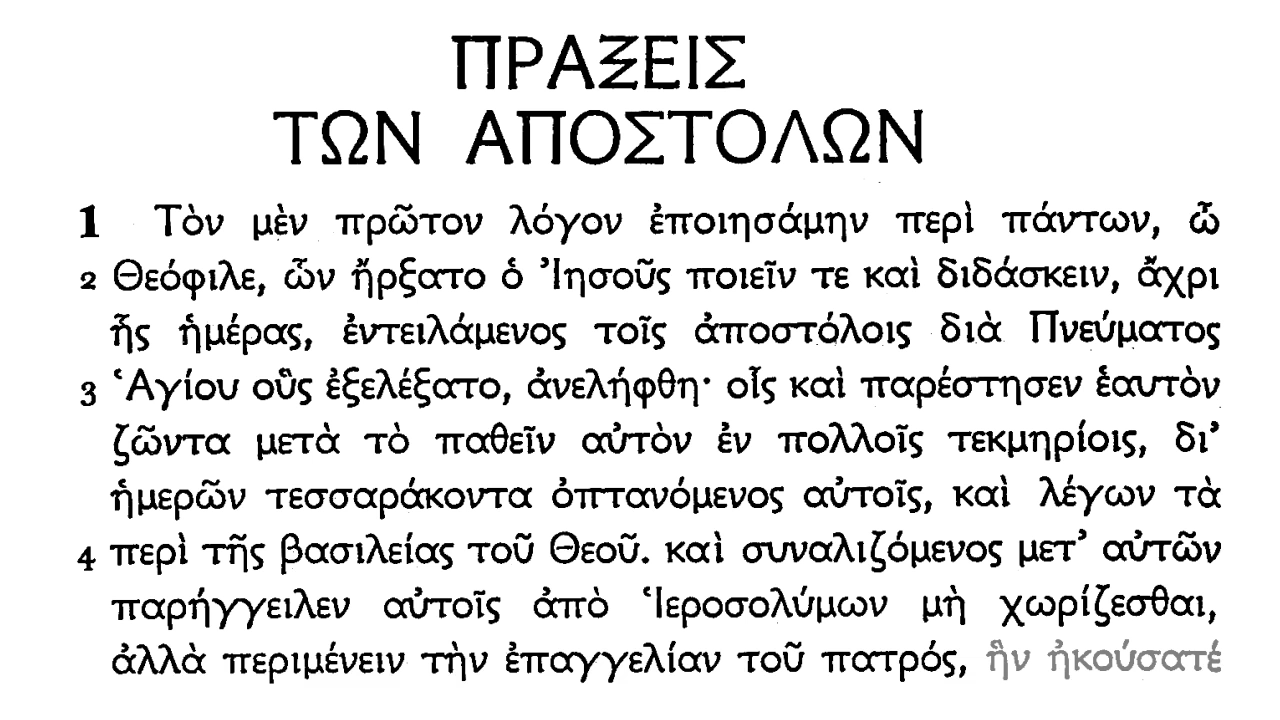 ΠΡΑΞΕΙΣ
ΤΩΝ ΑΠΟΣΤΟΛΩΝ
1 Τὸν μὲν πρῶτον λόγον ἐποιησάμην περὶ πάντων, ὦ
2 Θεόφιλε, ὧν ἤρξατο ὁ Ἰησοῦς ποιεῖν τε καὶ διδάσκειν, ἄχρι
ἧς ἡμέρας, ἐντειλάμενος τοῖς ἀποστόλοις διὰ Πνεύματος
3 Ἁγίου οὓς ἐξελέξατο, ἀνελήφθη· οἷς καὶ παρέστησεν ἑαυτὸν
ζῶντα μετὰ τὸ παθεῖν αὐτὸν ἐν πολλοῖς τεκμηρίοις, δι’
ἡμερῶν τεσσαράκοντα ὀπτανόμενος αὐτοῖς, καὶ λέγων τὰ
4 περὶ τῆς βασιλείας τοῦ Θεοῦ. καὶ συναλιζόμενος μετ’ αὐτῶν
παρήγγειλεν αὐτοῖς ἀπὸ Ἱεροσολύμων μὴ χωρίζεσθαι,
ἀλλὰ περιμένειν τὴν ἐπαγγελίαν τοῦ πατρός, ἣν ἠκούσατέ